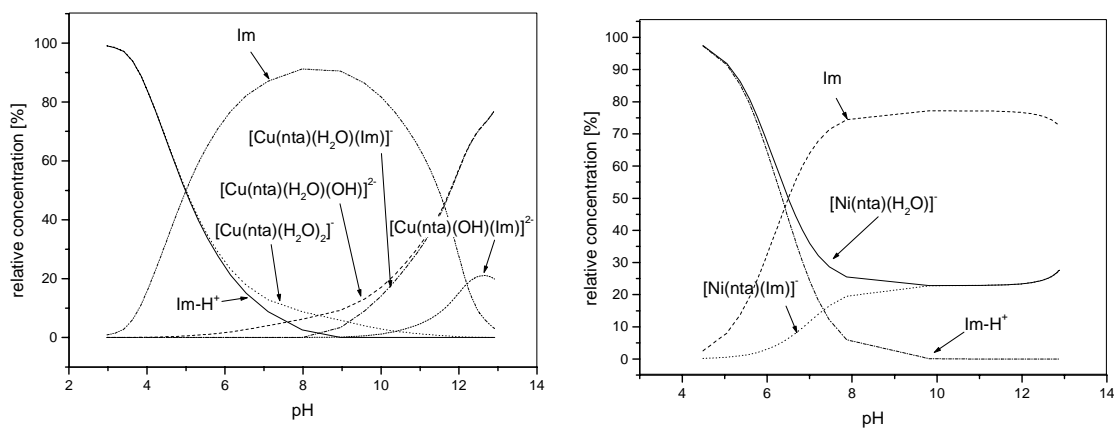 Im
[Cu(nta)(H₂O)(Im)]⁻
[Cu(nta)(H₂O)(OH)]²⁻
[Cu(nta)(H₂O)₂]⁻
[Cu(nta)(OH)(Im)]²⁻
Im-H⁺
relative concentration [%]
100
80
60
40
20
0
2 4 6 8 10 12 14
pH
Im
[Ni(nta)(H₂O)]⁻
[Ni(nta)(Im)]⁻
Im-H⁺
relative concentration [%]
100
90
80
70
60
50
40
30
20
10
0
4 6 8 10 12 14
pH